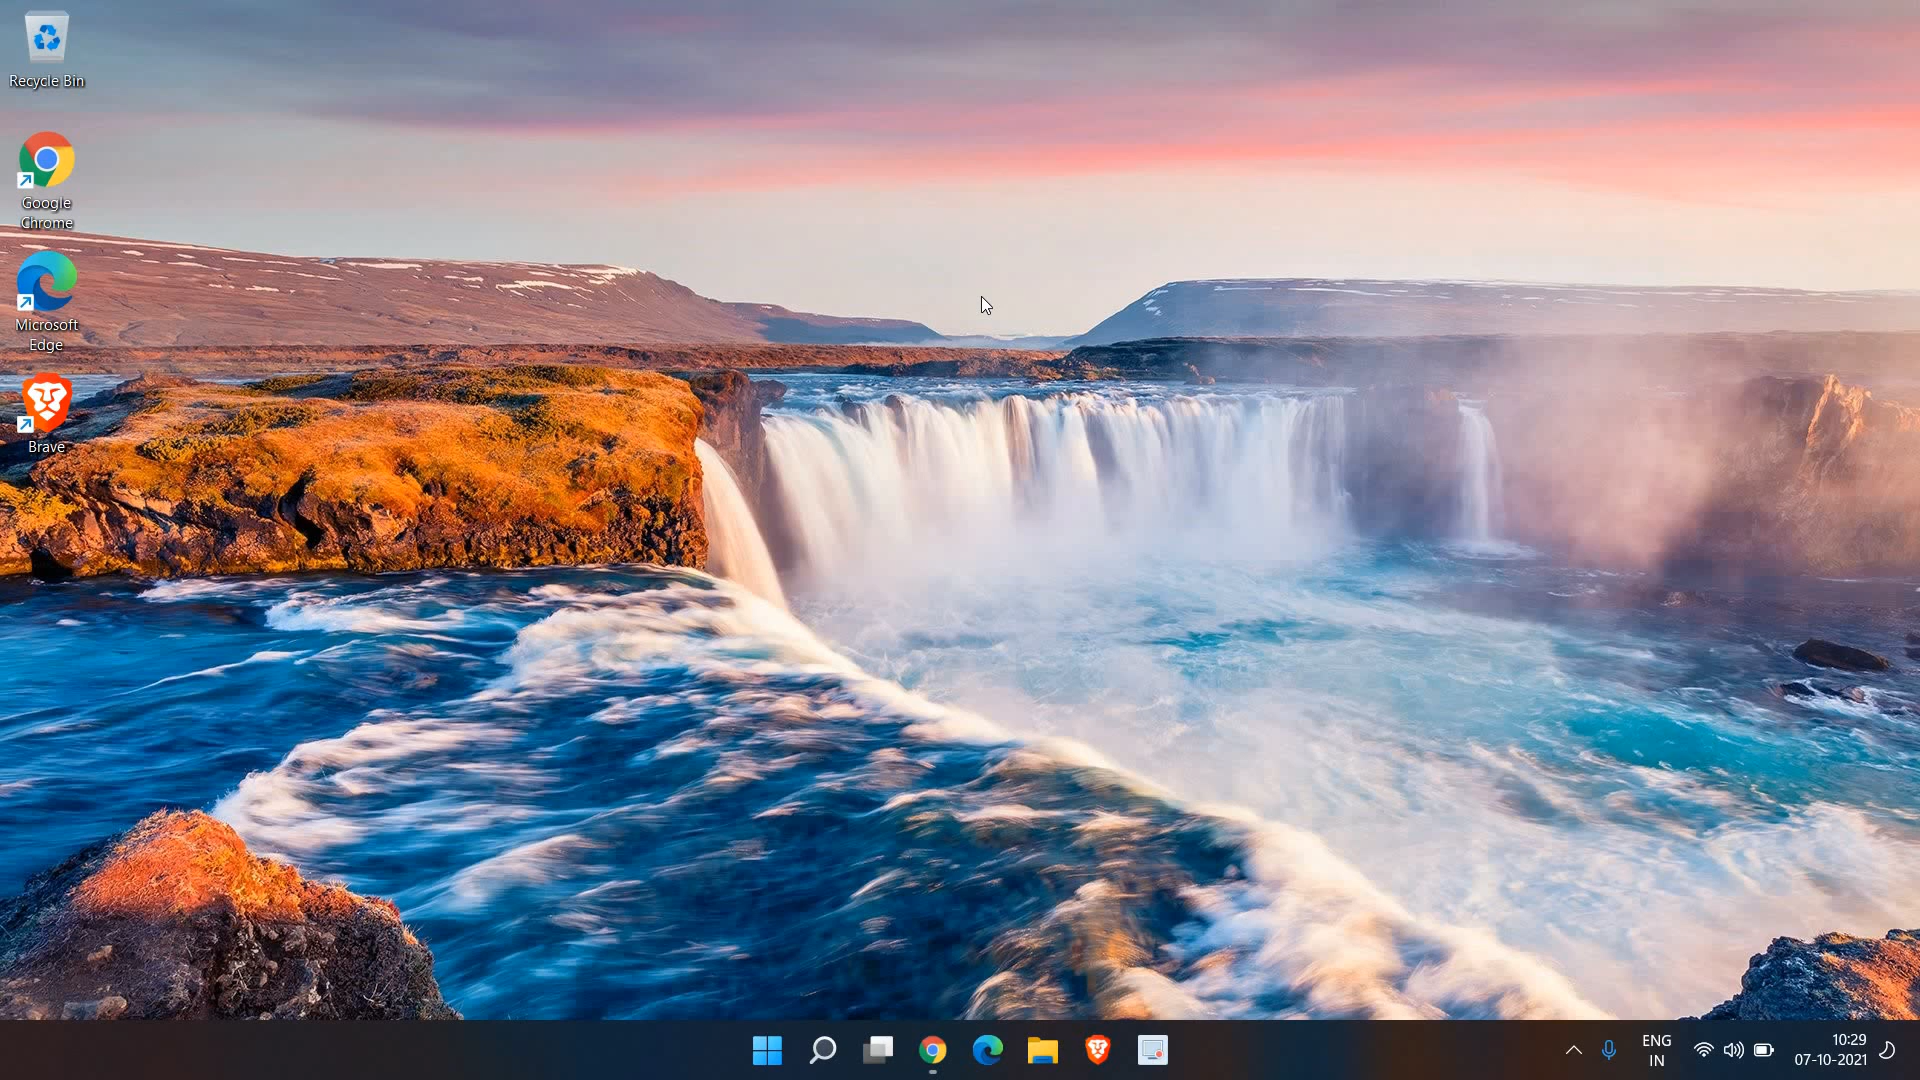 Recycle Bin
Google
Chrome
Microsoft
Edge
Brave
ENG
IN
10:29
07-10-2021